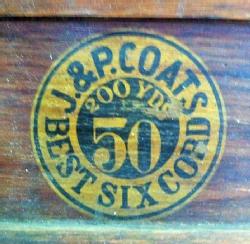 J. & P. COATS
200 YDS
50
BEST SIX CORD